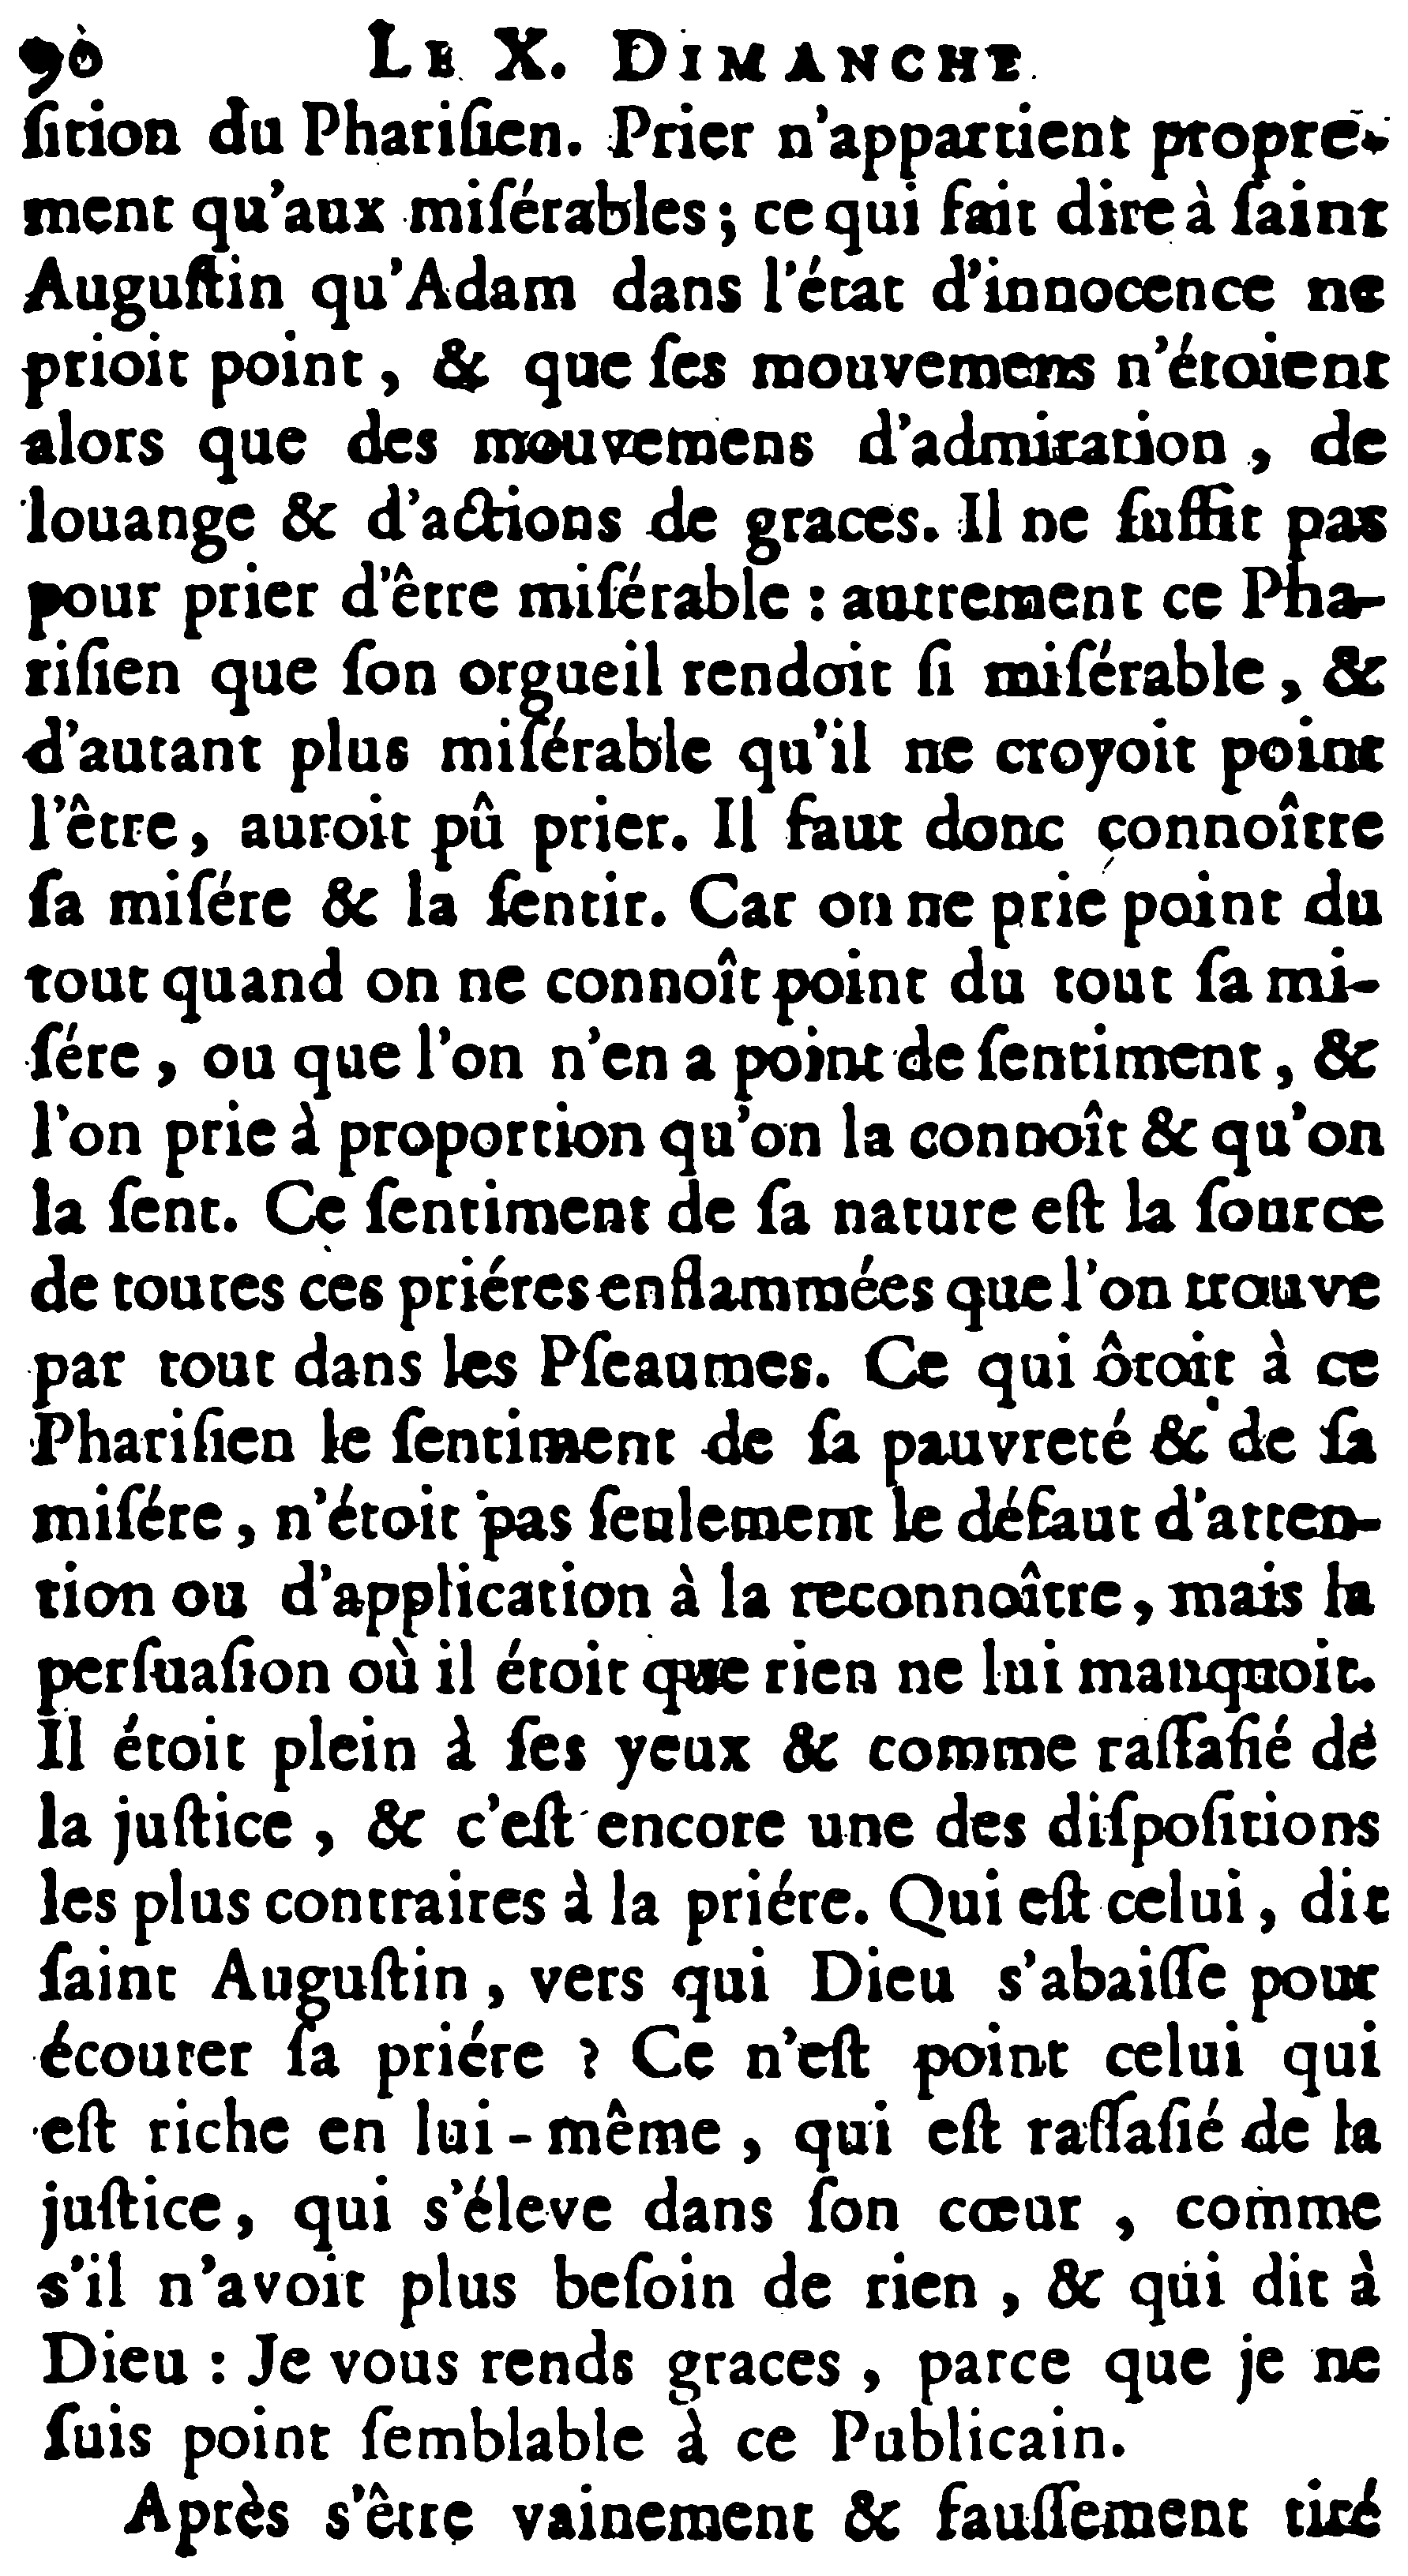 90 LE X. DIMANCHE
ſition du Phariſien. Prier n'appartient propre-
ment qu'aux miſérables; ce qui fait dire à ſaint
Auguſtin qu'Adam dans l'état d'innocence ne
prioit point, & que ſes mouvemens n'étoient
alors que des mouvemens d'admiration, de
louange & d'actions de graces. Il ne ſuffit pas
pour prier d'être miſérable : autrement ce Pha-
riſien que ſon orgueil rendoit ſi miſérable, &
d'autant plus miſérable qu'il ne croyoit point
l'être, auroit pû prier. Il faut donc connoître
ſa miſére & la ſentir. Car on ne prie point du
tout quand on ne connoît point du tout ſa mi-
ſére, ou que l'on n'en a point de ſentiment, &
l'on prie à proportion qu'on la connoît & qu'on
la ſent. Ce ſentiment de ſa nature eſt la ſource
de toutes ces priéres enflammées que l'on trouve
par tout dans les Pſeaumes. Ce qui ôtoit à ce
Phariſien le ſentiment de ſa pauvreté & de ſa
miſére, n'étoit pas ſeulement le défaut d'atten-
tion ou d'application à la reconnoître, mais la
perſuaſion où il étoit que rien ne lui manquoit.
Il étoit plein à ſes yeux & comme raſſaſié de
la juſtice, & c'eſt encore une des diſpoſitions
les plus contraires à la priére. Qui eſt celui, dit
ſaint Auguſtin, vers qui Dieu s'abaiſſe pour
écouter ſa priére ? Ce n'eſt point celui qui
eſt riche en lui-même, qui eſt raſſaſié de la
juſtice, qui s'éleve dans ſon cœur, comme
s'il n'avoit plus beſoin de rien, & qui dit à
Dieu : Je vous rends graces, parce que je ne
ſuis point ſemblable à ce Publicain.
Après s'être vainement & fauſſement tiré